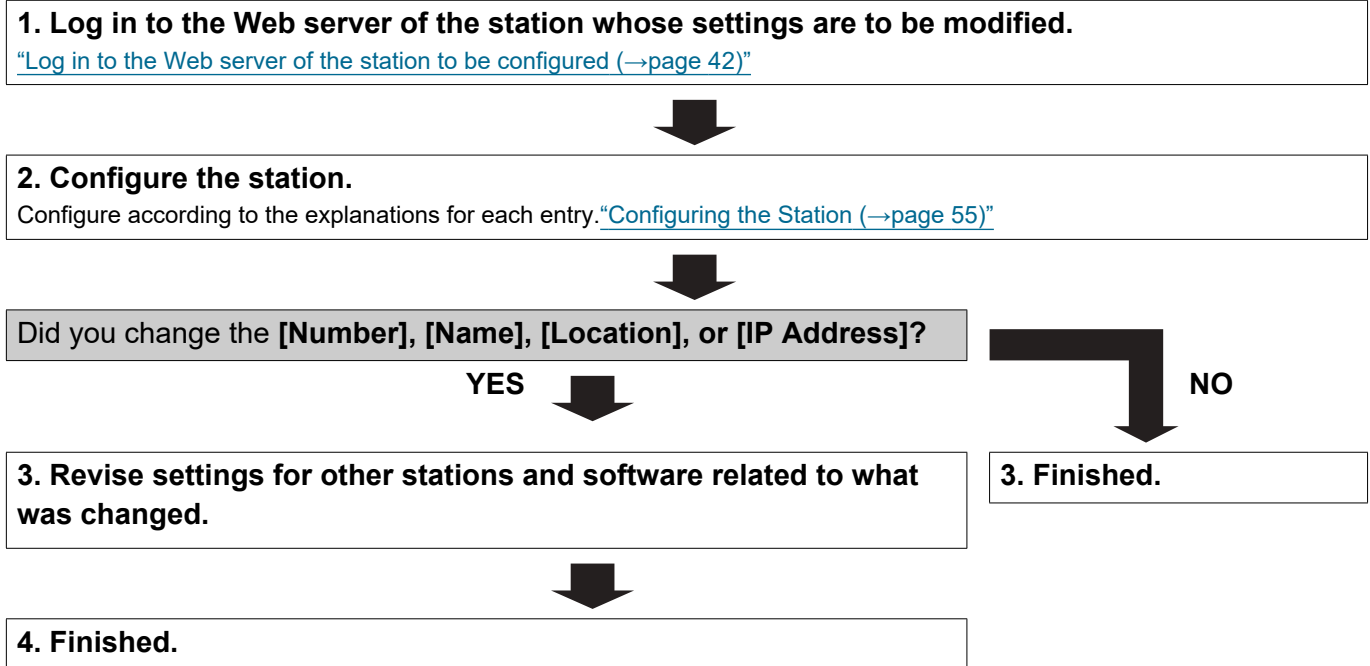 1. Log in to the Web server of the station whose settings are to be modified.
“Log in to the Web server of the station to be configured (→page 42)”
2. Configure the station.
Configure according to the explanations for each entry.“Configuring the Station (→page 55)”
Did you change the [Number], [Name], [Location], or [IP Address]?
YES
NO
3. Revise settings for other stations and software related to what
was changed.
3. Finished.
4. Finished.